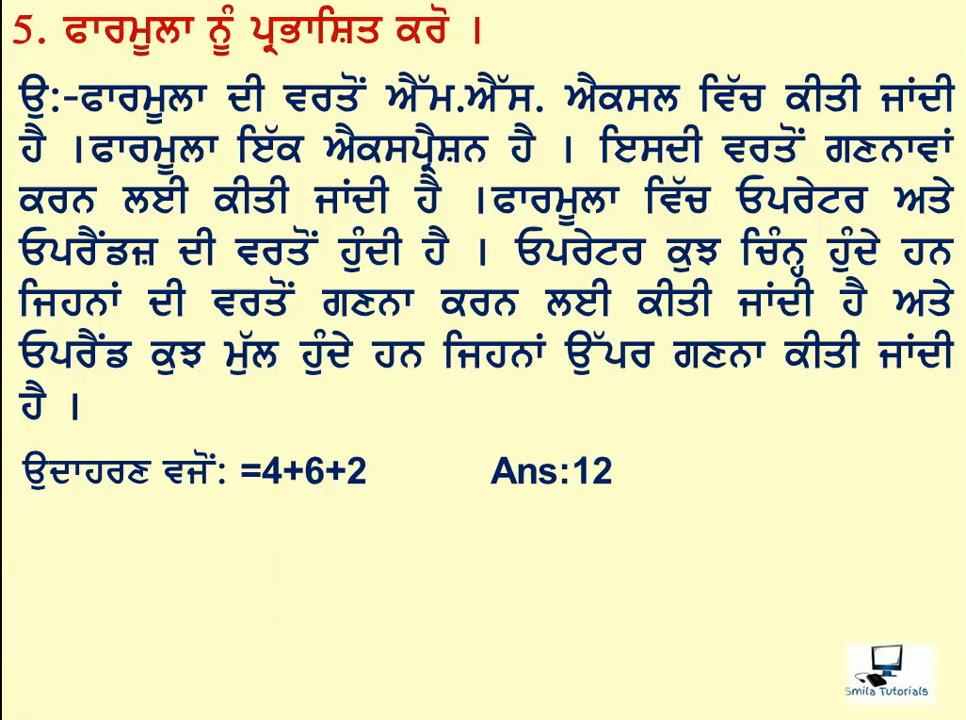 5. ਫਾਰਮੂਲਾ ਨੂੰ ਪ੍ਰਭਾਸ਼ਿਤ ਕਰੋ ।
ਉ:-ਫਾਰਮੂਲਾ ਦੀ ਵਰਤੋਂ ਐੱਮ.ਐੱਸ. ਐਕਸਲ ਵਿੱਚ ਕੀਤੀ ਜਾਂਦੀ
ਹੈ ।ਫਾਰਮੂਲਾ ਇੱਕ ਐਕਸਪ੍ਰੈਸ਼ਨ ਹੈ । ਇਸਦੀ ਵਰਤੋਂ ਗਣਨਾਵਾਂ
ਕਰਨ ਲਈ ਕੀਤੀ ਜਾਂਦੀ ਹੈ ।ਫਾਰਮੂਲਾ ਵਿੱਚ ਓਪਰੇਟਰ ਅਤੇ
ਓਪਰੈਂਡਜ਼ ਦੀ ਵਰਤੋਂ ਹੁੰਦੀ ਹੈ । ਓਪਰੇਟਰ ਕੁਝ ਚਿੰਨ੍ਹ ਹੁੰਦੇ ਹਨ
ਜਿਹਨਾਂ ਦੀ ਵਰਤੋਂ ਗਣਨਾ ਕਰਨ ਲਈ ਕੀਤੀ ਜਾਂਦੀ ਹੈ ਅਤੇ
ਓਪਰੈਂਡ ਕੁਝ ਮੁੱਲ ਹੁੰਦੇ ਹਨ ਜਿਹਨਾਂ ਉੱਪਰ ਗਣਨਾ ਕੀਤੀ ਜਾਂਦੀ
ਹੈ ।
ਉਦਾਹਰਣ ਵਜੋਂ: =4+6+2 Ans:12
Smila Tutorials